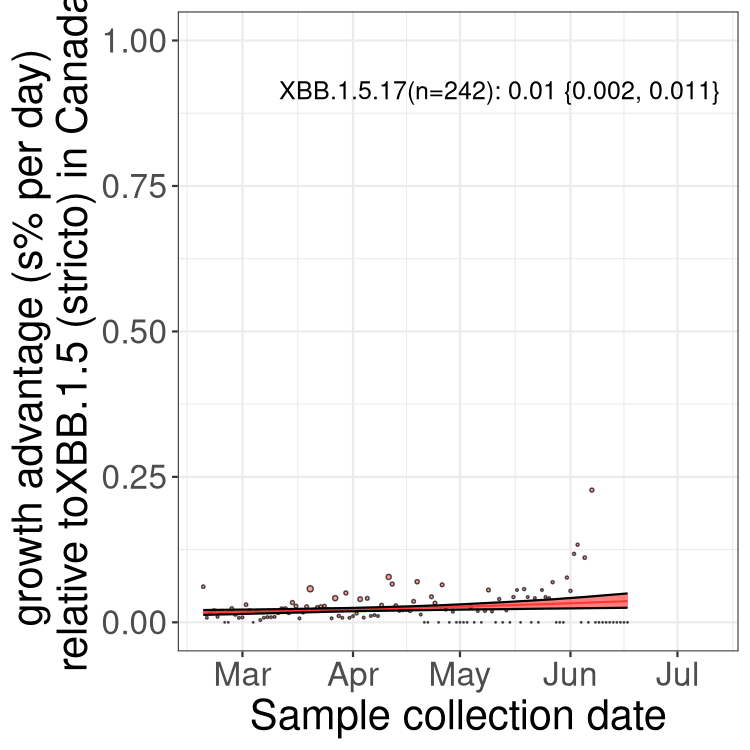 growth advantage (s% per day)
relative toXBB.1.5 (stricto) in Canada
1.00
0.75
0.50
0.25
0.00
XBB.1.5.17(n=242): 0.01 {0.002, 0.011}
Mar Apr May Jun Jul
Sample collection date